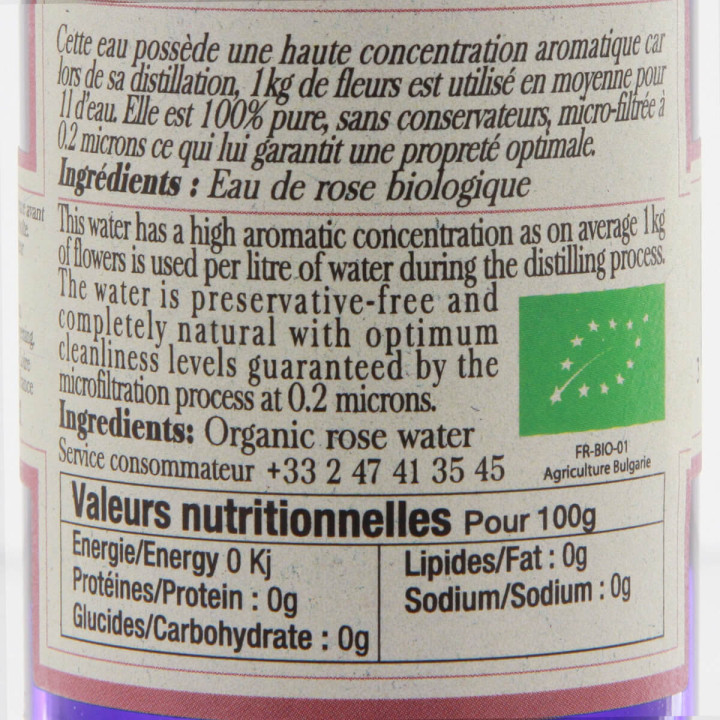 Cette eau possède une haute concentration aromatique car
lors de sa distillation, 1kg de fleurs est utilisé en moyenne pour
1l d'eau. Elle est 100% pure, sans conservateurs, micro-filtrée à
0.2 microns ce qui lui garantit une propreté optimale.
Ingrédients : Eau de rose biologique
This water has a high aromatic concentration as on average 1kg
of flowers is used per litre of water during the distilling process.
The water is preservative-free and
completely natural with optimum
cleanliness levels guaranteed by the
microfiltration process at 0.2 microns.
Ingredients: Organic rose water
Service consommateur +33 2 47 41 35 45
FR-BIO-01
Agriculture Bulgarie
Valeurs nutritionnelles Pour 100g
Energie/Energy 0 Kj
Protéines/Protein : 0g
Glucides/Carbohydrate : 0g
Lipides/Fat : 0g
Sodium/Sodium : 0g